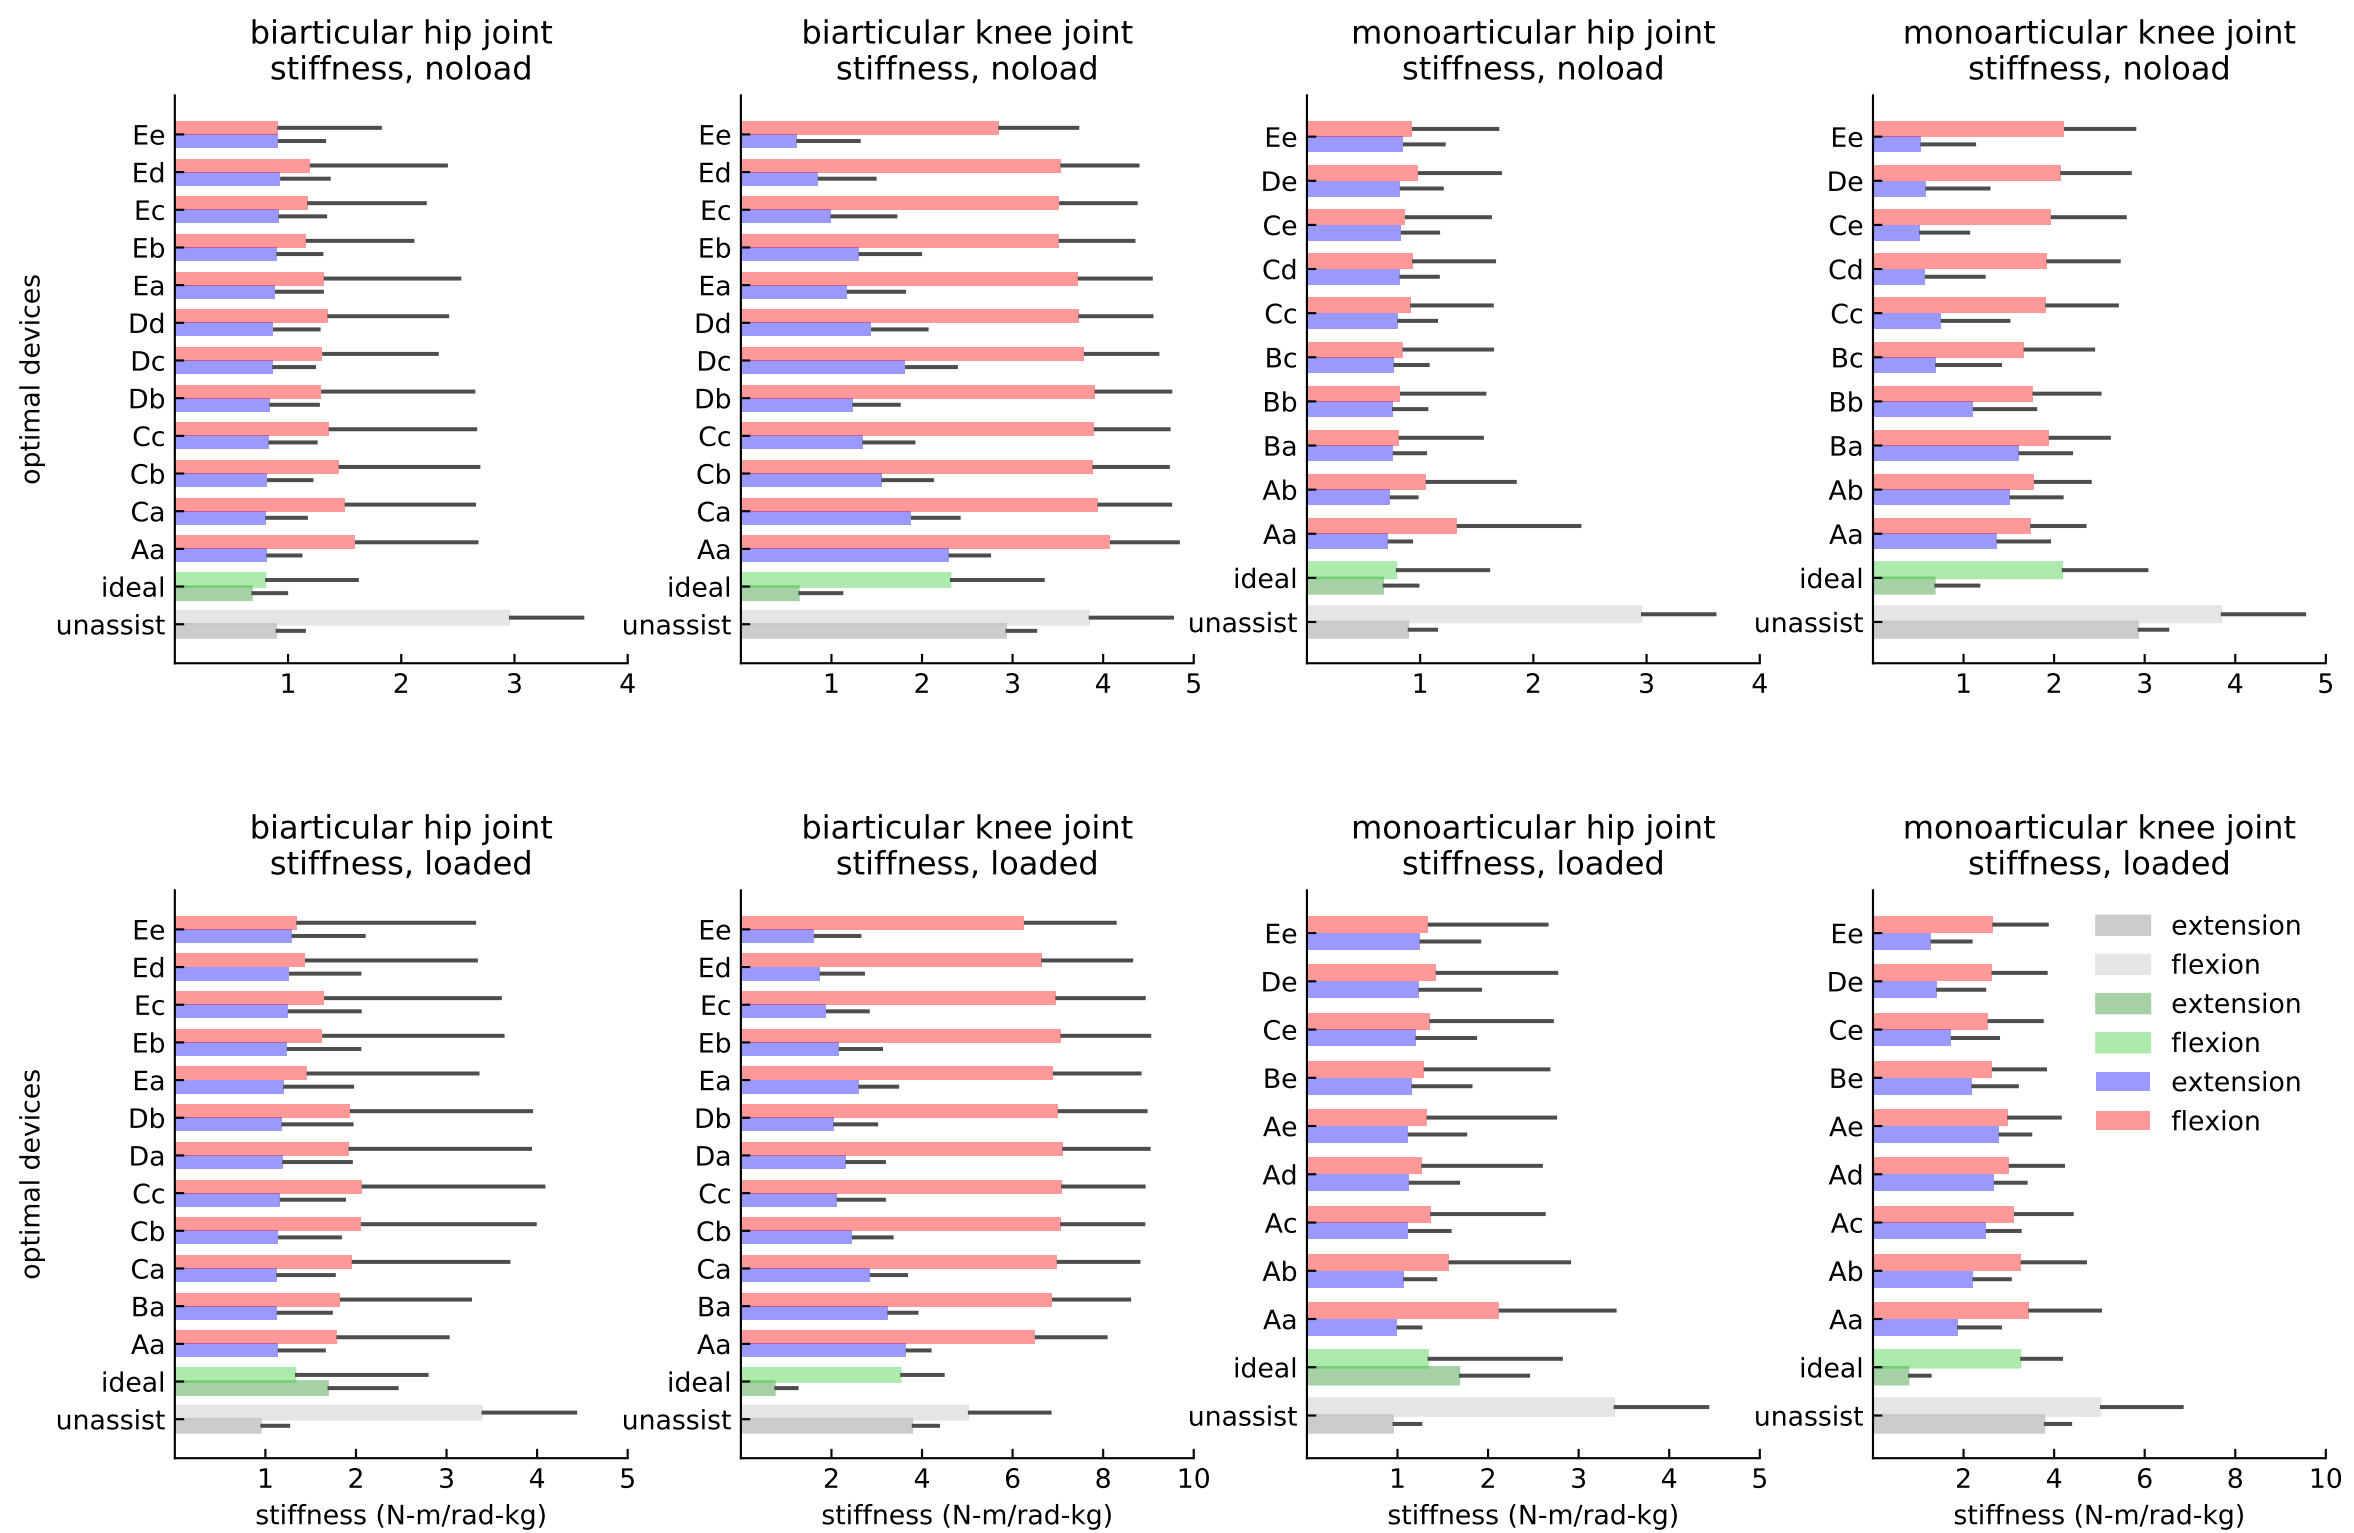 biarticular hip joint
stiffness, noload
biarticular knee joint
stiffness, noload
monoarticular hip joint
stiffness, noload
monoarticular knee joint
stiffness, noload
optimal devices
Ee
Ed
Ec
Eb
Ea
Dd
Dc
Db
Cc
Cb
Ca
Aa
ideal
unassist
1 2 3 4
Ee
Ed
Ec
Eb
Ea
Dd
Dc
Db
Cc
Cb
Ca
Aa
ideal
unassist
1 2 3 4 5
Ee
De
Ce
Cd
Cc
Bc
Bb
Ba
Ab
Aa
ideal
unassist
1 2 3 4
Ee
De
Ce
Cd
Cc
Bc
Bb
Ba
Ab
Aa
ideal
unassist
1 2 3 4 5
biarticular hip joint
stiffness, loaded
biarticular knee joint
stiffness, loaded
monoarticular hip joint
stiffness, loaded
monoarticular knee joint
stiffness, loaded
optimal devices
Ee
Ed
Ec
Eb
Ea
Db
Da
Cc
Cb
Ca
Ba
Aa
ideal
unassist
1 2 3 4 5
stiffness (N-m/rad-kg)
Ee
Ed
Ec
Eb
Ea
Db
Da
Cc
Cb
Ca
Ba
Aa
ideal
unassist
2 4 6 8 10
stiffness (N-m/rad-kg)
Ee
De
Ce
Be
Ae
Ad
Ac
Ab
Aa
ideal
unassist
1 2 3 4 5
stiffness (N-m/rad-kg)
Ee
De
Ce
Be
Ae
Ad
Ac
Ab
Aa
ideal
unassist
2 4 6 8 10
stiffness (N-m/rad-kg)
extension
flexion
extension
flexion
extension
flexion